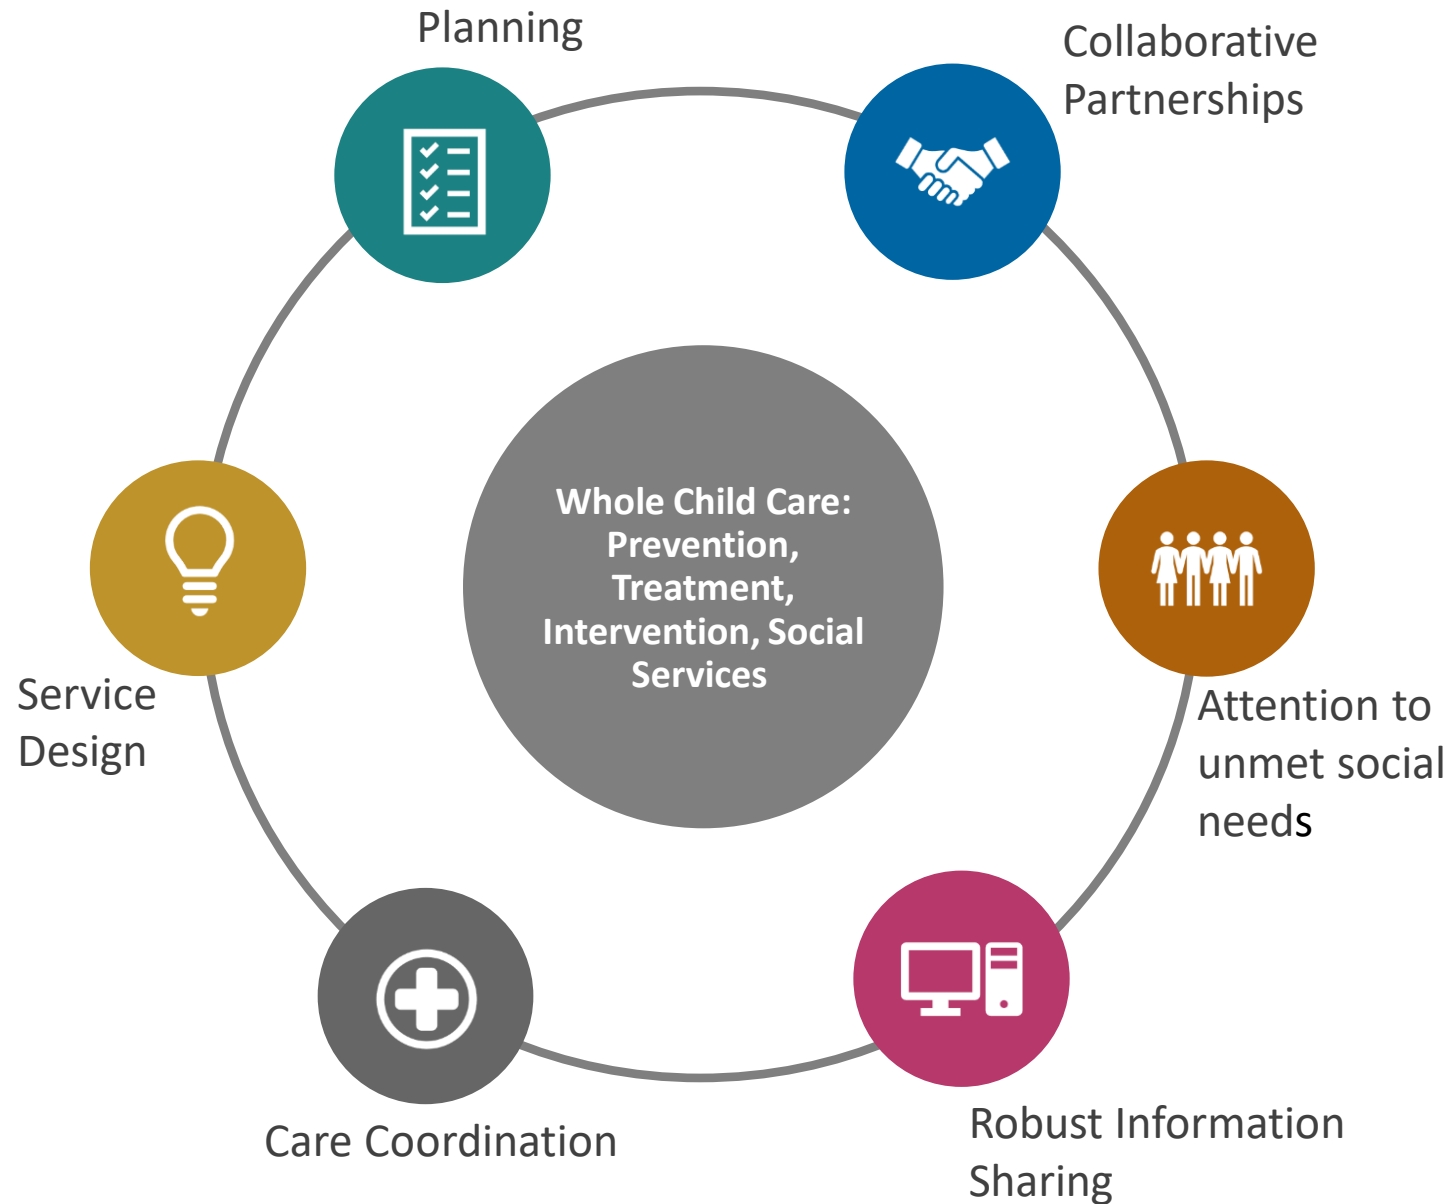 Planning
Collaborative
Partnerships
Whole Child Care:
Prevention,
Treatment,
Intervention, Social
Services
Service
Design
Attention to
unmet social
needs
Care Coordination
Robust Information
Sharing